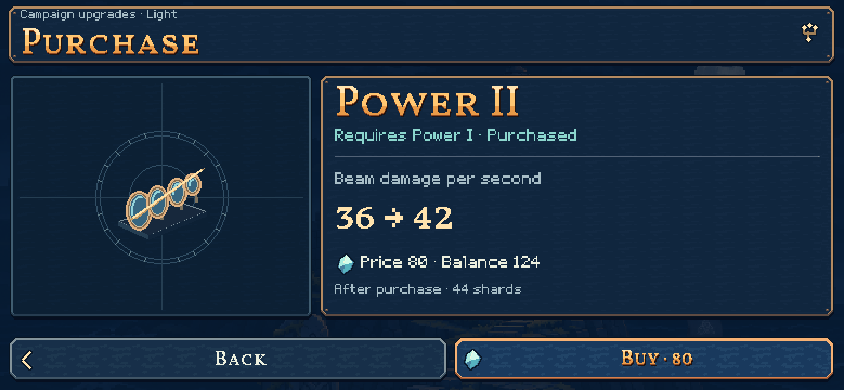 Campaign upgrades · Light
Purchase
Power II
Requires Power I · Purchased
Beam damage per second
36 → 42
Price 80 · Balance 124
After purchase · 44 shards
Back
Buy · 80